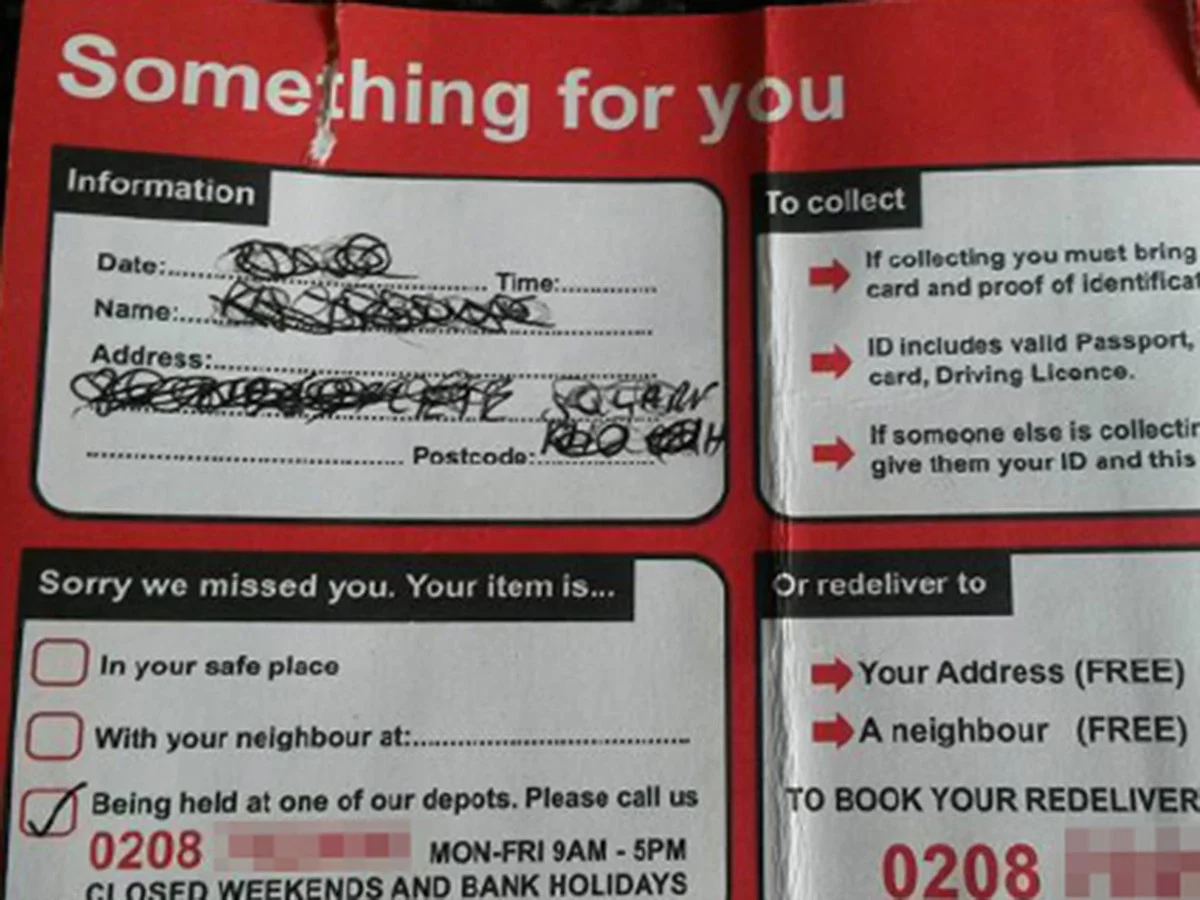 Something for you
Information
Date:
Time:
Name:
Address:
Postcode:
To collect
If collecting you must bring
card and proof of identificat
ID includes valid Passport,
card, Driving Licence.
If someone else is collectin
give them your ID and this
Sorry we missed you. Your item is...
In your safe place
With your neighbour at:
Being held at one of our depots. Please call us
0208
MON-FRI 9AM - 5PM
CLOSED WEEKENDS AND BANK HOLIDAYS
Or redeliver to
Your Address (FREE)
A neighbour (FREE)
TO BOOK YOUR REDELIVER
0208